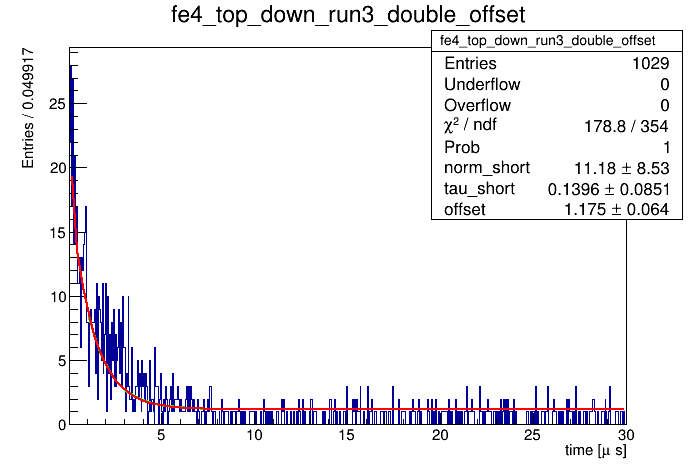 fe4_top_down_run3_double_offset
fe4_top_down_run3_double_offset
Entries 1029
Underflow 0
Overflow 0
χ² / ndf 178.8 / 354
Prob 1
norm_short 11.18 ± 8.53
tau_short 0.1396 ± 0.0851
offset 1.175 ± 0.064
Entries / 0.049917
25
20
15
10
5
0
5 10 15 20 25 30
time [μ s]